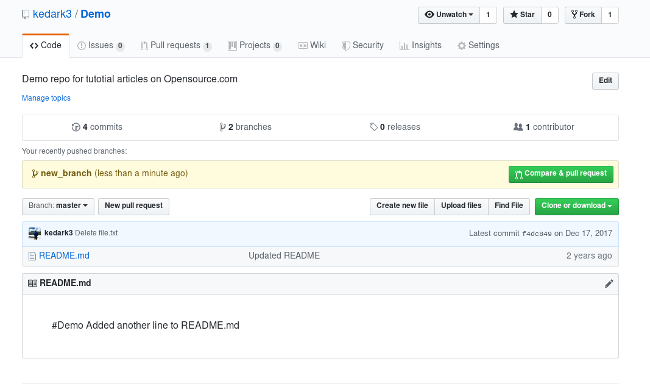 kedark3 / Demo
Unwatch 1 Star 0 Fork 1
Code Issues 0 Pull requests 1 Projects 0 Wiki Security Insights Settings
Demo repo for tutotial articles on Opensource.com Edit
Manage topics
4 commits 2 branches 0 releases 1 contributor
Your recently pushed branches:
new_branch (less than a minute ago) Compare & pull request
Branch: master New pull request Create new file Upload files Find File Clone or download
kedark3 Delete file.txt Latest commit f4dc849 on Dec 17, 2017
README.md Updated README 2 years ago
README.md
#Demo Added another line to README.md